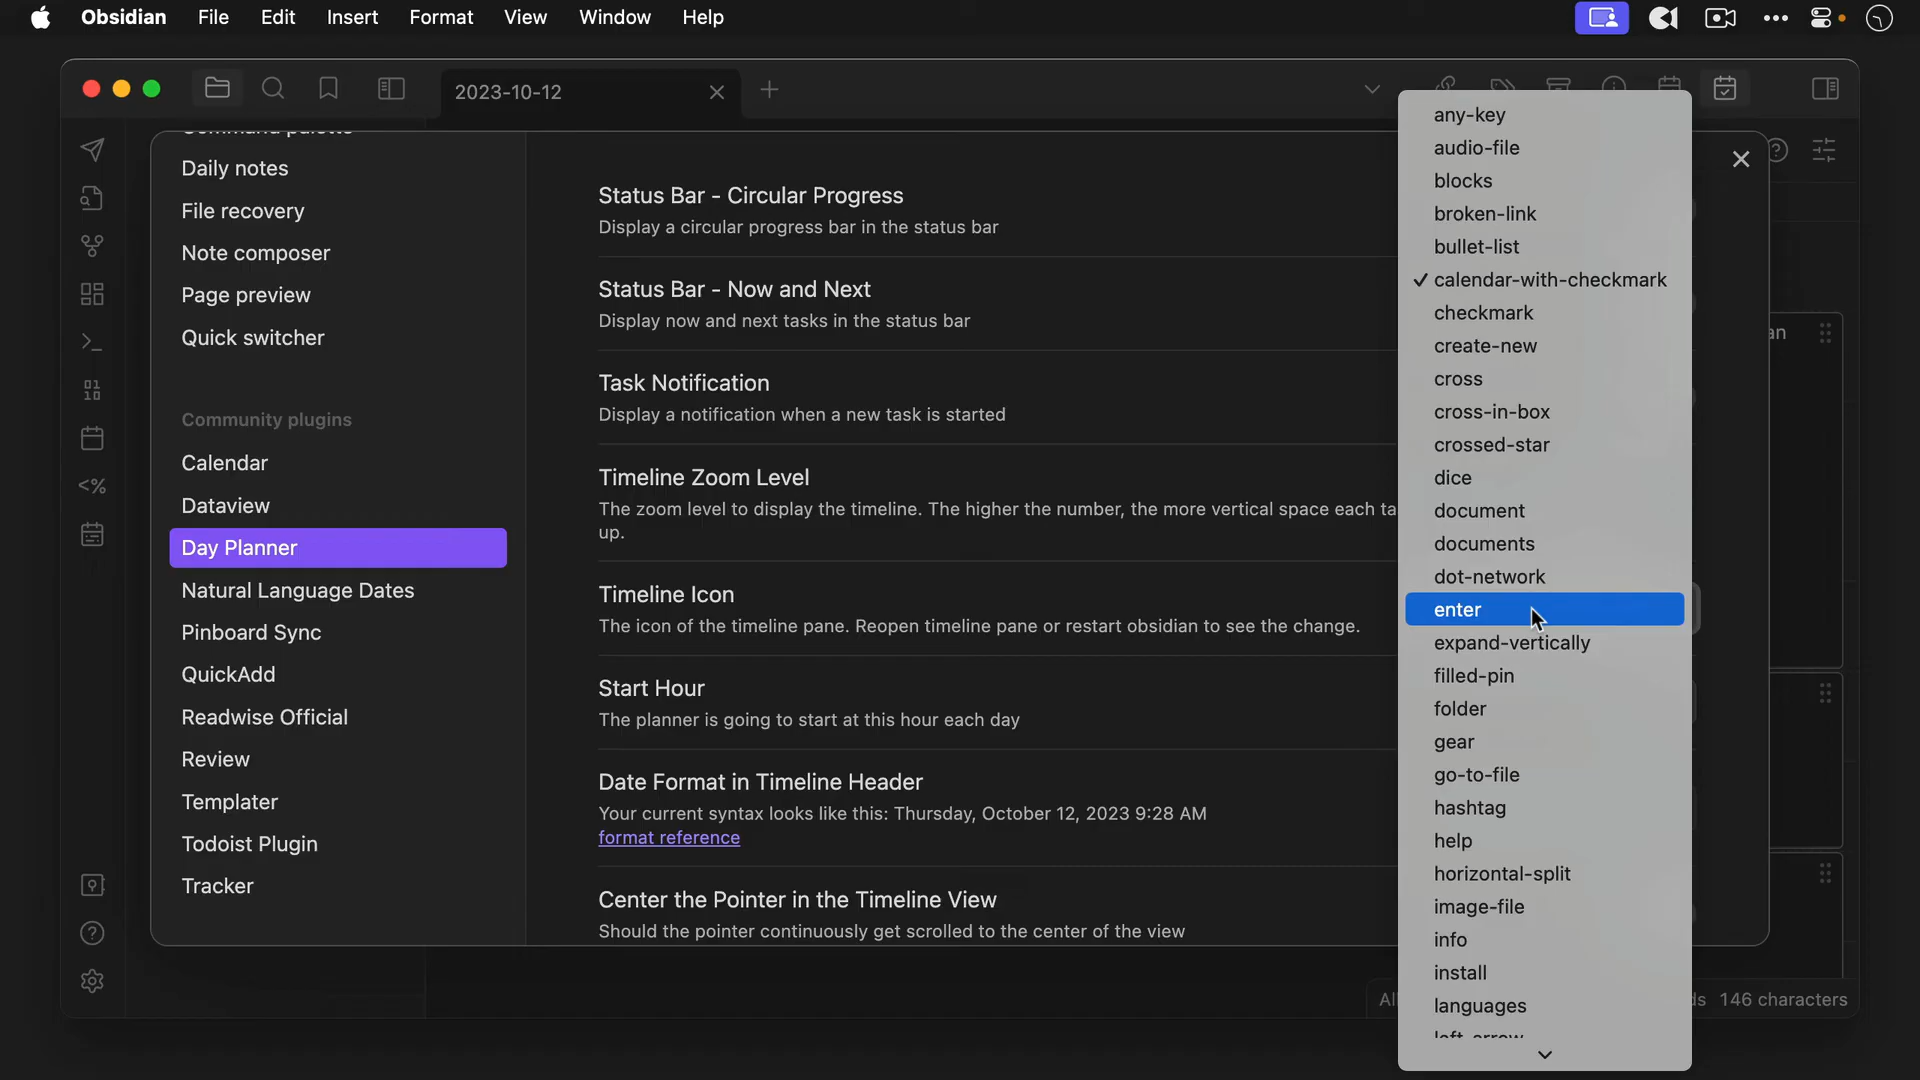 Obsidian File Edit Insert Format View Window Help
2023-10-12
Command palette
Daily notes
File recovery
Note composer
Page preview
Quick switcher
Community plugins
Calendar
Dataview
Day Planner
Natural Language Dates
Pinboard Sync
QuickAdd
Readwise Official
Review
Templater
Todoist Plugin
Tracker
Status Bar - Circular Progress
Display a circular progress bar in the status bar
Status Bar - Now and Next
Display now and next tasks in the status bar
Task Notification
Display a notification when a new task is started
Timeline Zoom Level
The zoom level to display the timeline. The higher the number, the more vertical space each ta
up.
Timeline Icon
The icon of the timeline pane. Reopen timeline pane or restart obsidian to see the change.
Start Hour
The planner is going to start at this hour each day
Date Format in Timeline Header
Your current syntax looks like this: Thursday, October 12, 2023 9:28 AM
format reference
Center the Pointer in the Timeline View
Should the pointer continuously get scrolled to the center of the view
any-key
audio-file
blocks
broken-link
bullet-list
✓ calendar-with-checkmark
checkmark
create-new
cross
cross-in-box
crossed-star
dice
document
documents
dot-network
enter
expand-vertically
filled-pin
folder
gear
go-to-file
hashtag
help
horizontal-split
image-file
info
install
languages
left-arrow
an
146 characters